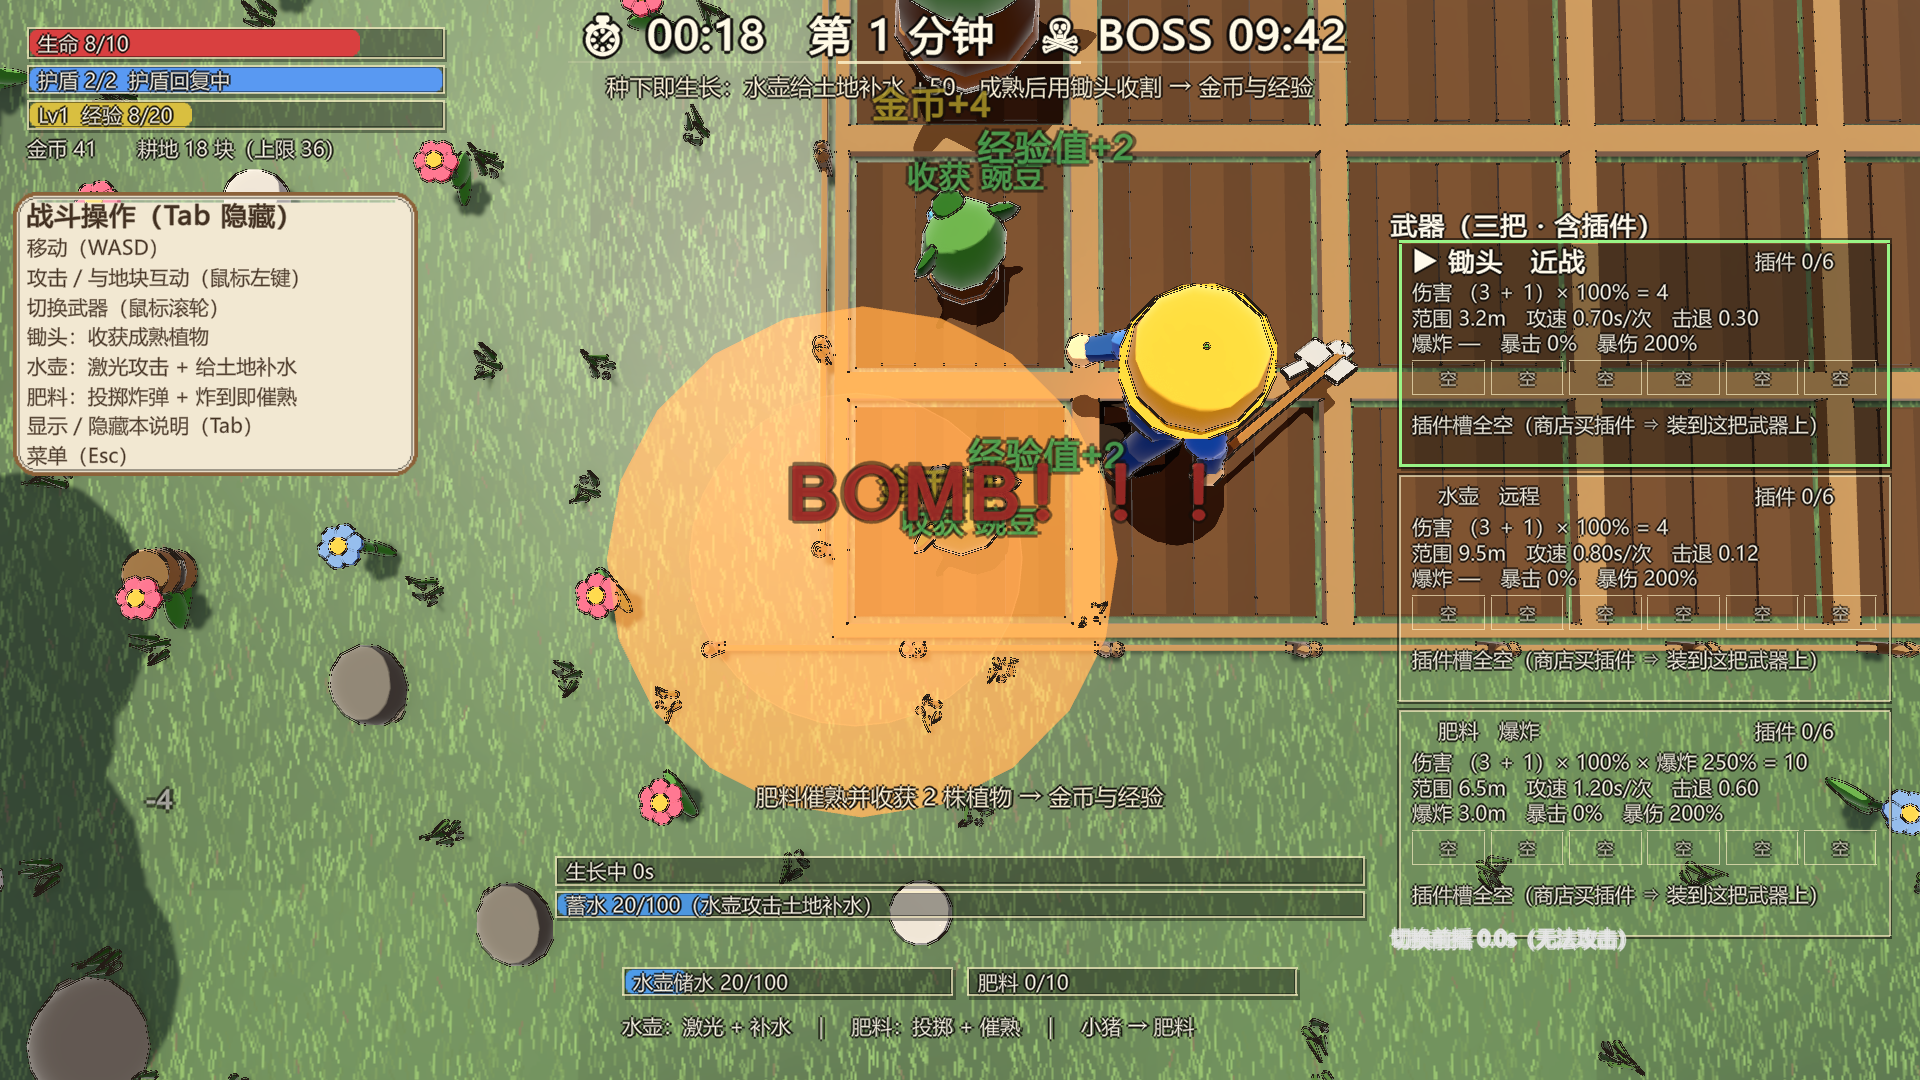 生命 8/10
护盾 2/2 护盾回复中
Lv1 经验 8/20
金币 41 耕地 18 块（上限 36）
00:18 第 1 分钟 BOSS 09:42
种下即生长：水壶给土地补水 +50，成熟后用锄头收割 → 金币与经验
金币+4
经验值+2
收获 豌豆
战斗操作（Tab 隐藏）
移动（WASD）
攻击 / 与地块互动（鼠标左键）
切换武器（鼠标滚轮）
锄头：收获成熟植物
水壶：激光攻击 + 给土地补水
肥料：投掷炸弹 + 炸到即催熟
显示 / 隐藏本说明（Tab）
菜单（Esc）
经验值+2
BOMB！！！
收获 豌豆
-4
武器（三把 · 含插件）
▶ 锄头 近战 插件 0/6
伤害 （3 + 1）× 100% = 4
范围 3.2m 攻速 0.70s/次 击退 0.30
爆炸 — 暴击 0% 暴伤 200%
空 空 空 空 空 空
插件槽全空（商店买插件 ⇒ 装到这把武器上）
水壶 远程 插件 0/6
伤害 （3 + 1）× 100% = 4
范围 9.5m 攻速 0.80s/次 击退 0.12
爆炸 — 暴击 0% 暴伤 200%
空 空 空 空 空 空
插件槽全空（商店买插件 ⇒ 装到这把武器上）
肥料 爆炸 插件 0/6
伤害 （3 + 1）× 100% × 爆炸 250% = 10
范围 6.5m 攻速 1.20s/次 击退 0.60
爆炸 3.0m 暴击 0% 暴伤 200%
空 空 空 空 空 空
插件槽全空（商店买插件 ⇒ 装到这把武器上）
切换前摇 0.0s（无法攻击）
肥料催熟并收获 2 株植物 → 金币与经验
生长中 0s
蓄水 20/100（水壶攻击土地补水）
水壶储水 20/100
肥料 0/10
水壶：激光 + 补水 | 肥料：投掷 + 催熟 | 小猪 → 肥料